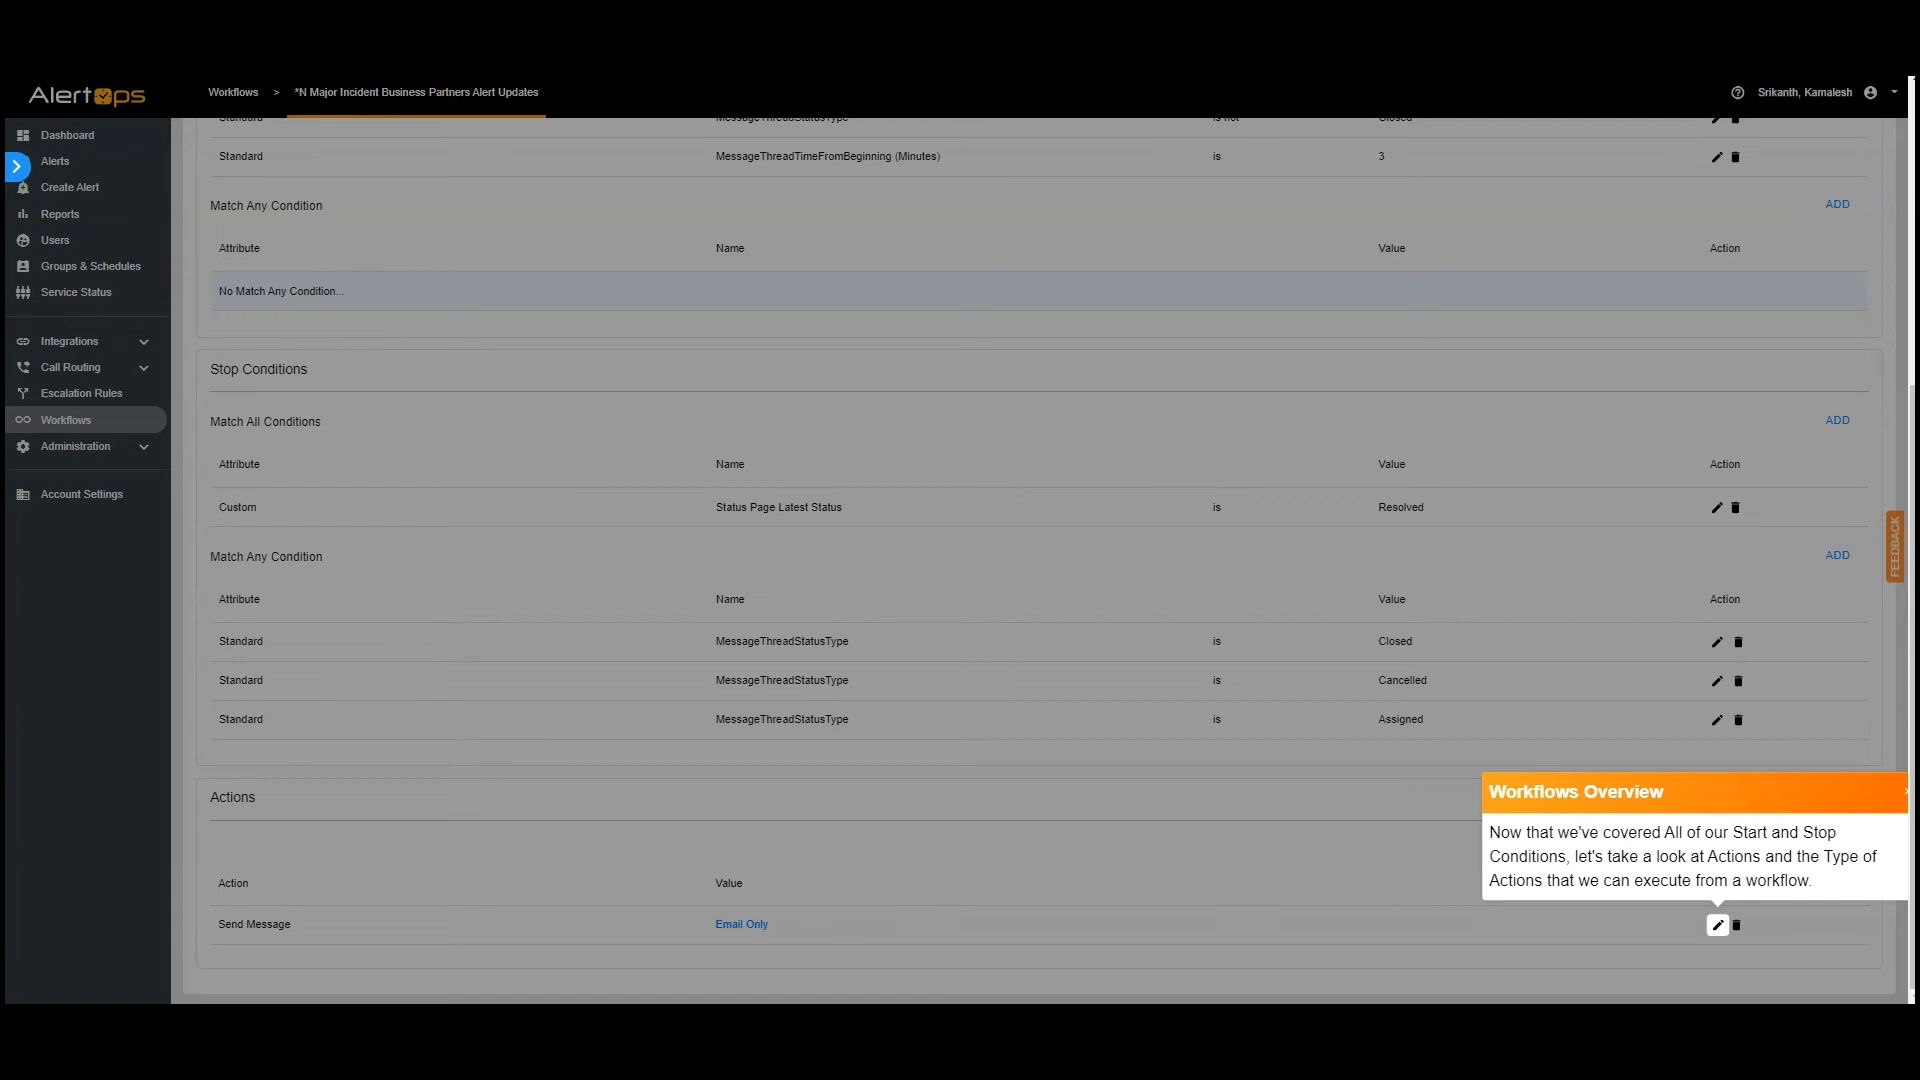 AlertOps
Workflows > *N Major Incident Business Partners Alert Updates
Srikanth, Kamalesh
Dashboard
Alerts
Create Alert
Reports
Users
Groups & Schedules
Service Status
Integrations
Call Routing
Escalation Rules
Workflows
Administration
Account Settings
Standard MessageThreadStatusType is not Closed
Standard MessageThreadTimeFromBeginning (Minutes) is 3
Match Any Condition ADD
Attribute Name Value Action
No Match Any Condition...
Stop Conditions
Match All Conditions ADD
Attribute Name Value Action
Custom Status Page Latest Status is Resolved
Match Any Condition ADD
Attribute Name Value Action
Standard MessageThreadStatusType is Closed
Standard MessageThreadStatusType is Cancelled
Standard MessageThreadStatusType is Assigned
Actions
Action Value
Send Message Email Only
Workflows Overview
Now that we've covered All of our Start and Stop
Conditions, let's take a look at Actions and the Type of
Actions that we can execute from a workflow.
FEEDBACK